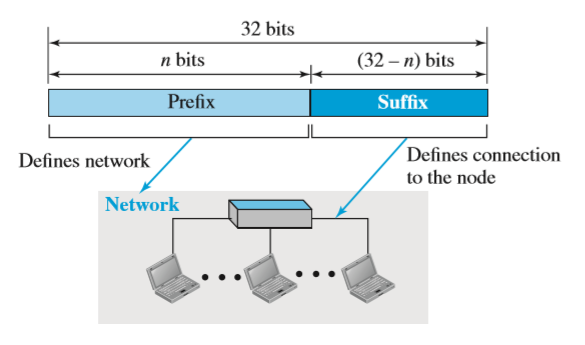 32 bits
n bits
(32 – n) bits
Prefix
Suffix
Defines network
Defines connection
to the node
Network